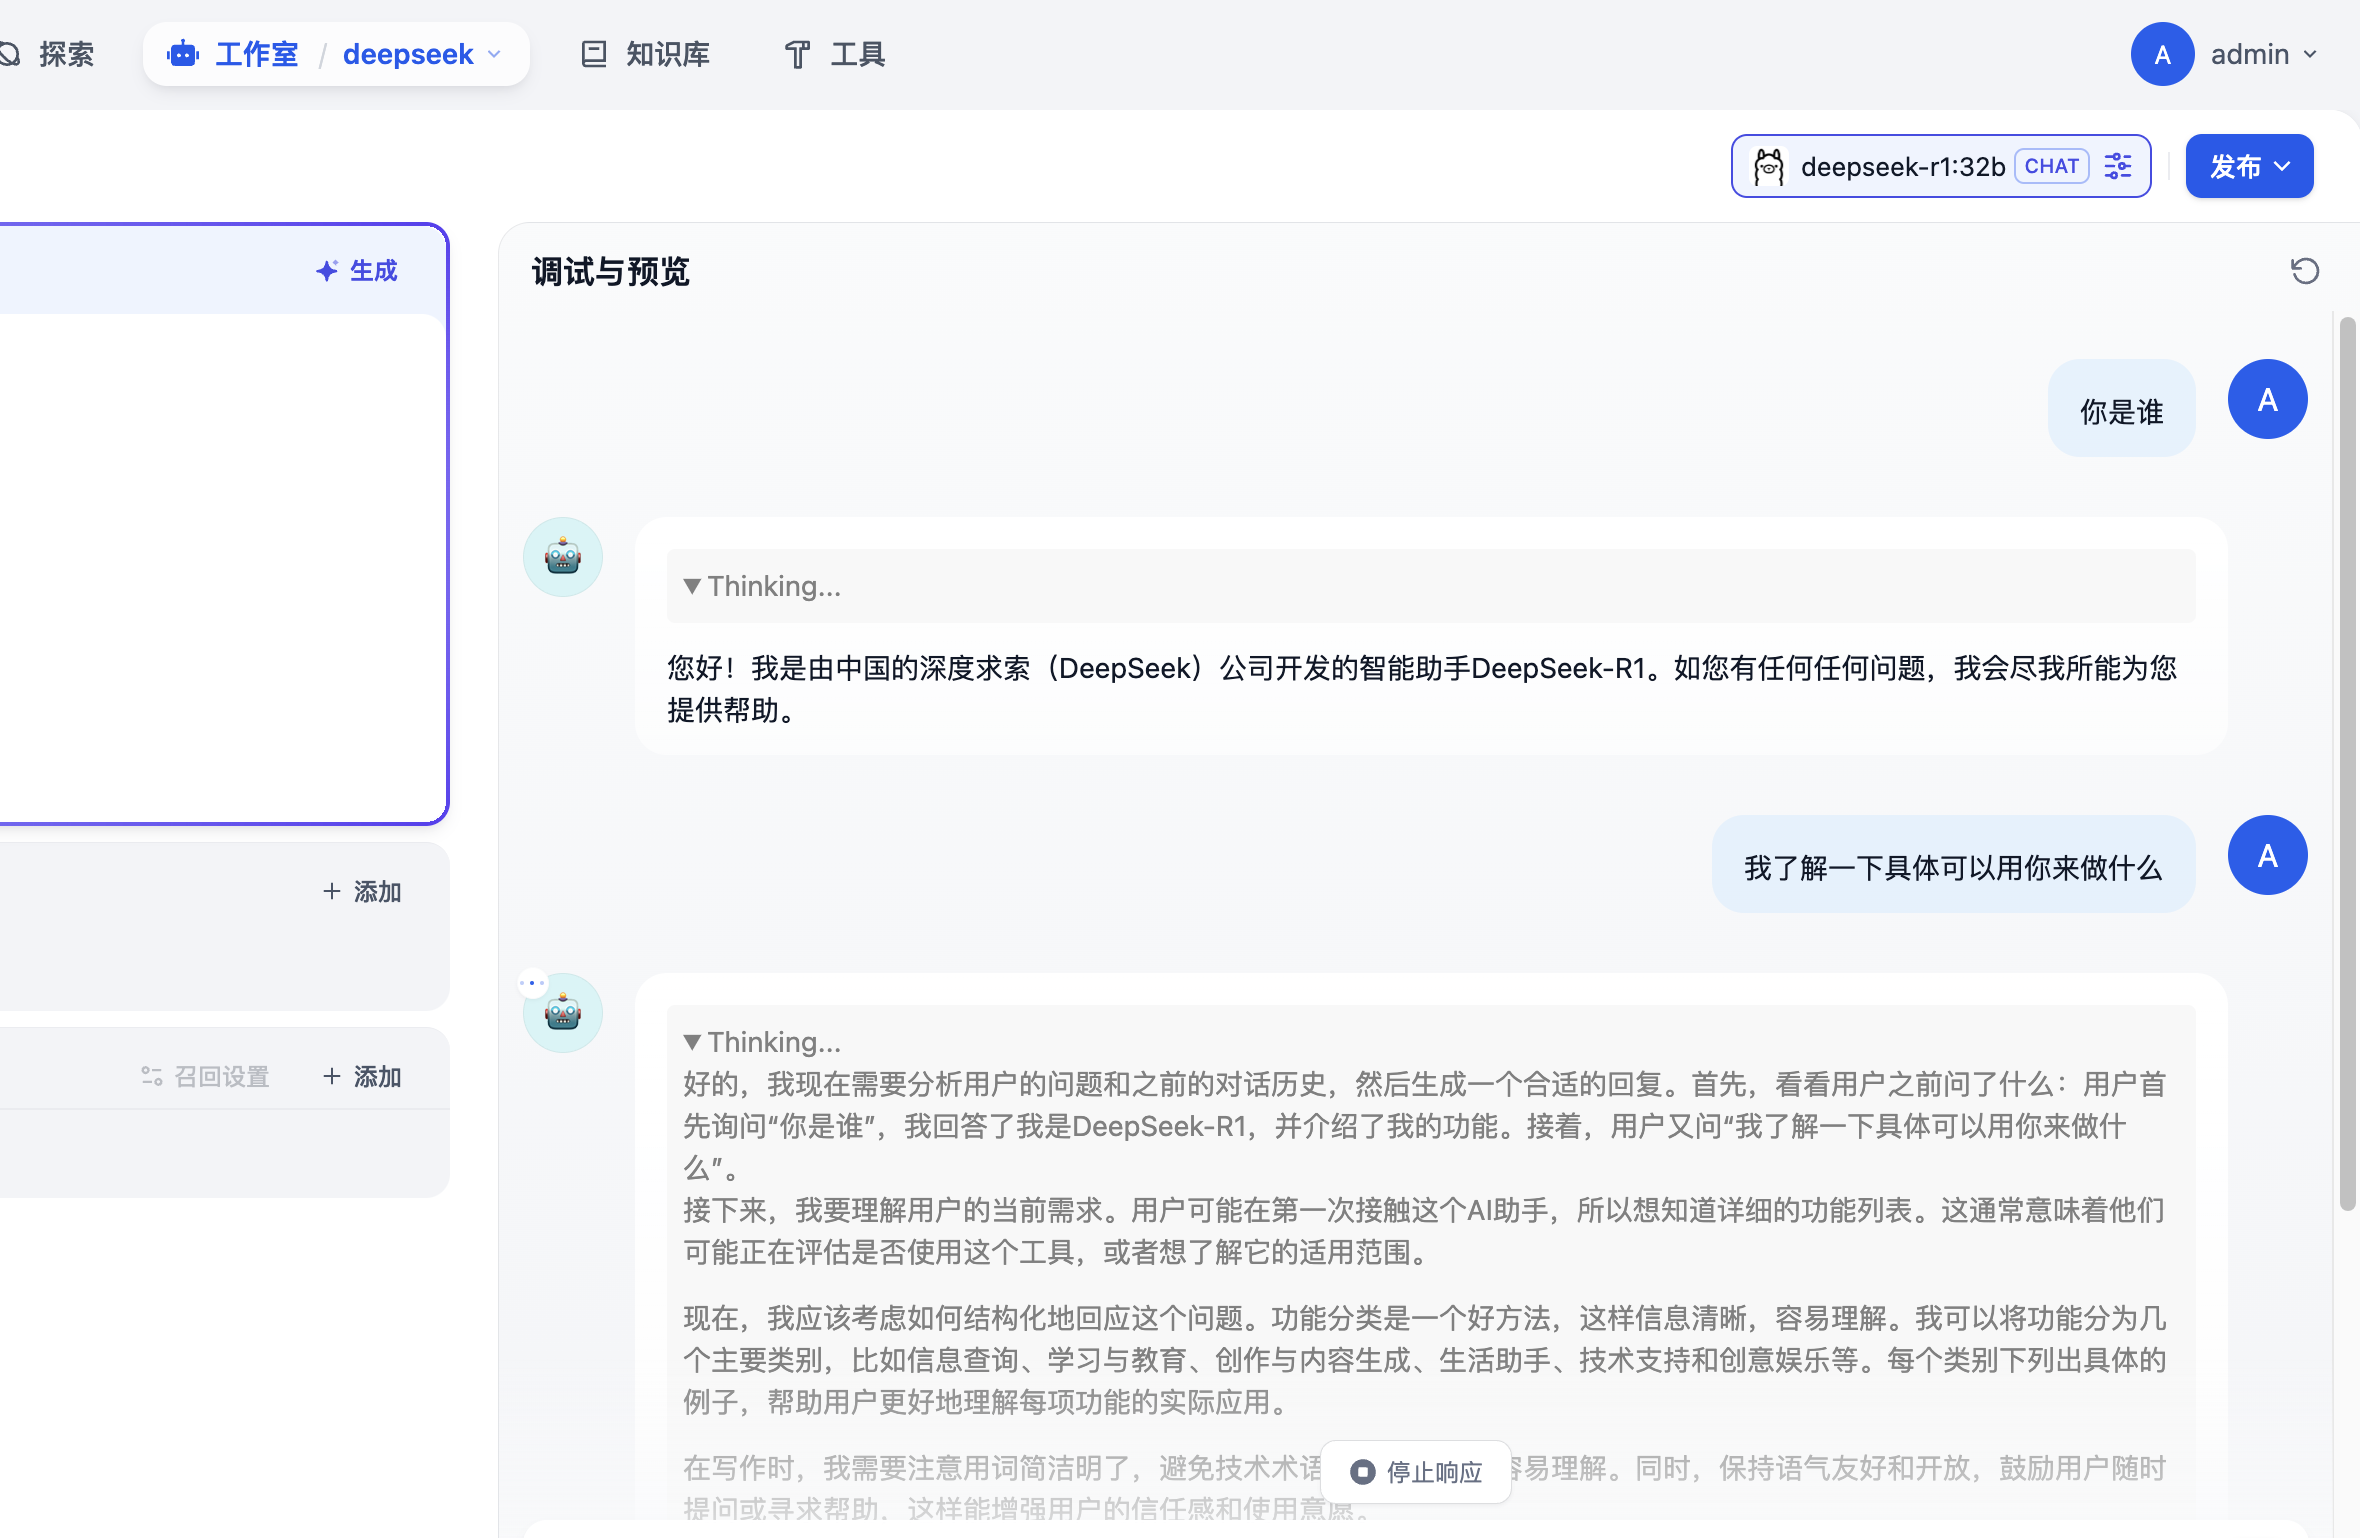 探索
工作室 / deepseek
知识库
工具
A admin
deepseek-r1:32b CHAT
发布
生成
调试与预览
你是谁
A
▼Thinking...
您好！我是由中国的深度求索（DeepSeek）公司开发的智能助手DeepSeek-R1。如您有任何任何问题，我会尽我所能为您
提供帮助。
我了解一下具体可以用你来做什么
A
+ 添加
召回设置
+ 添加
▼Thinking...
好的，我现在需要分析用户的问题和之前的对话历史，然后生成一个合适的回复。首先，看看用户之前问了什么：用户首
先询问“你是谁”，我回答了我是DeepSeek-R1，并介绍了我的功能。接着，用户又问“我了解一下具体可以用你来做什
么”。
接下来，我要理解用户的当前需求。用户可能在第一次接触这个AI助手，所以想知道详细的功能列表。这通常意味着他们
可能正在评估是否使用这个工具，或者想了解它的适用范围。
现在，我应该考虑如何结构化地回应这个问题。功能分类是一个好方法，这样信息清晰，容易理解。我可以将功能分为几
个主要类别，比如信息查询、学习与教育、创作与内容生成、生活助手、技术支持和创意娱乐等。每个类别下列出具体的
例子，帮助用户更好地理解每项功能的实际应用。
在写作时，我需要注意用词简洁明了，避免技术术语 容易理解。同时，保持语气友好和开放，鼓励用户随时
停止响应
提问或寻求帮助，这样能增强用户的信任感和使用意愿。